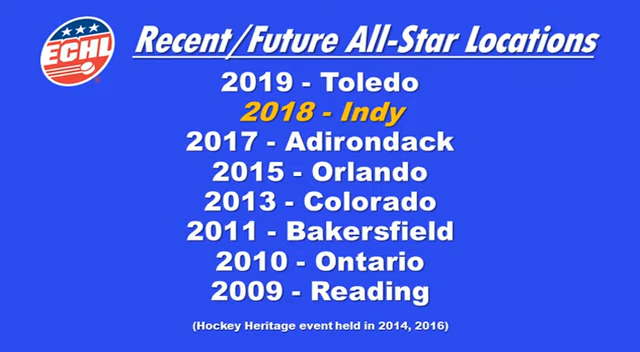 ECHL
Recent/Future All-Star Locations
2019 - Toledo
2018 - Indy
2017 - Adirondack
2015 - Orlando
2013 - Colorado
2011 - Bakersfield
2010 - Ontario
2009 - Reading
(Hockey Heritage event held in 2014, 2016)